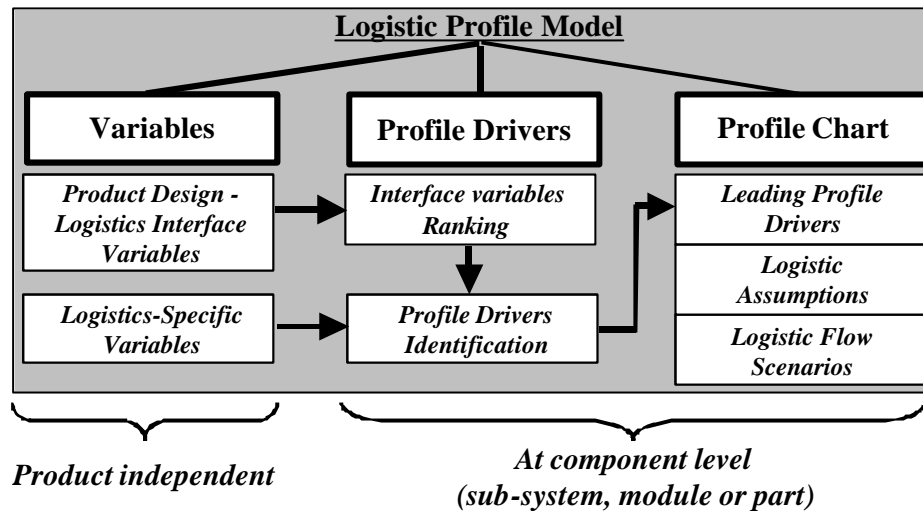 Logistic Profile Model
Variables
Profile Drivers
Profile Chart
Product Design -
Logistics Interface
Variables
Interface variables
Ranking
Leading Profile
Drivers
Logistics-Specific
Variables
Profile Drivers
Identification
Logistic
Assumptions
Logistic Flow
Scenarios
Product independent
At component level
(sub-system, module or part)